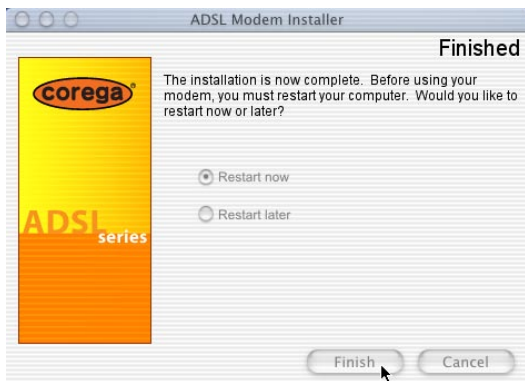 ADSL Modem Installer
Finished
corega
The installation is now complete. Before using your
modem, you must restart your computer. Would you like to
restart now or later?
Restart now
Restart later
ADSL
series
Finish
Cancel